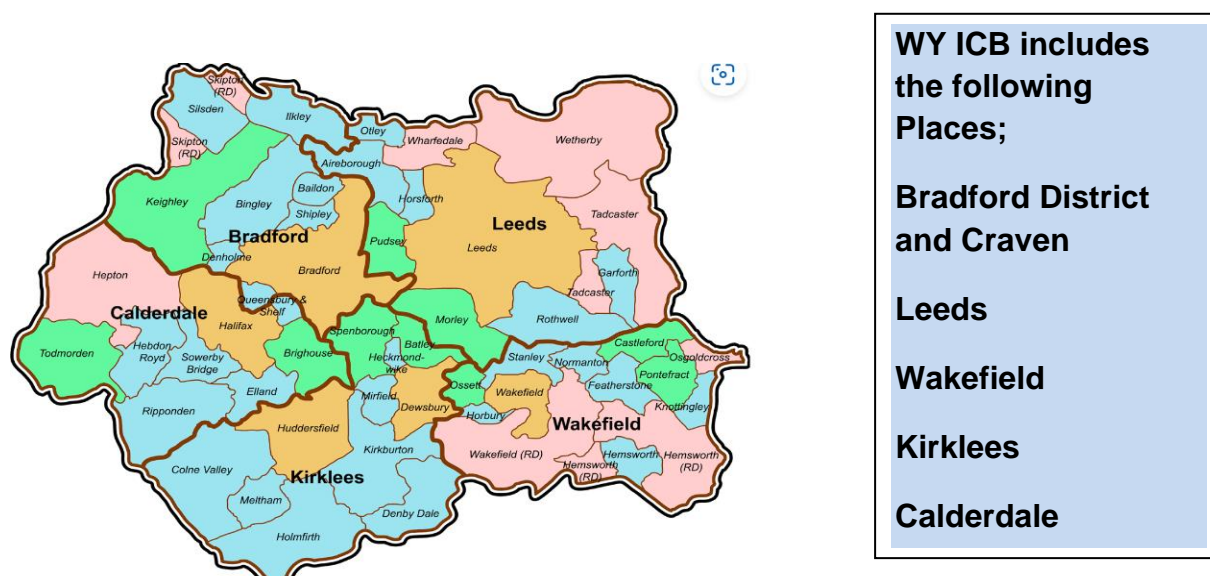 Skipton
(RD)
Silsden
Ilkley
Skipton
(RD)
Otley
Wharfedale
Wetherby
Aireborough
Keighley
Baildon
Bingley
Horsforth
Shipley
Tadcaster
Bradford
Leeds
Pudsey
Leeds
Denholme
Bradford
Hepton
Garforth
Tadcaster
Queensbury &
Shelf
Calderdale
Halifax
Rothwell
Morley
Spenborough
Todmorden
Hebdon
Royd
Brighouse
Batley
Castleford
Sowerby
Bridge
Heckmond-
wike
Stanley
Normanton
Osgoldcross
Pontefract
Elland
Mirfield
Ossett
Wakefield
Featherstone
Ripponden
Dewsbury
Horbury
Knottingley
Wakefield
Huddersfield
Kirkburton
Wakefield (RD)
Hemsworth
Hemsworth
(RD)
Hemsworth
(RD)
Colne Valley
Kirklees
Meltham
Denby Dale
Holmfirth
WY ICB includes
the following
Places;
Bradford District
and Craven
Leeds
Wakefield
Kirklees
Calderdale